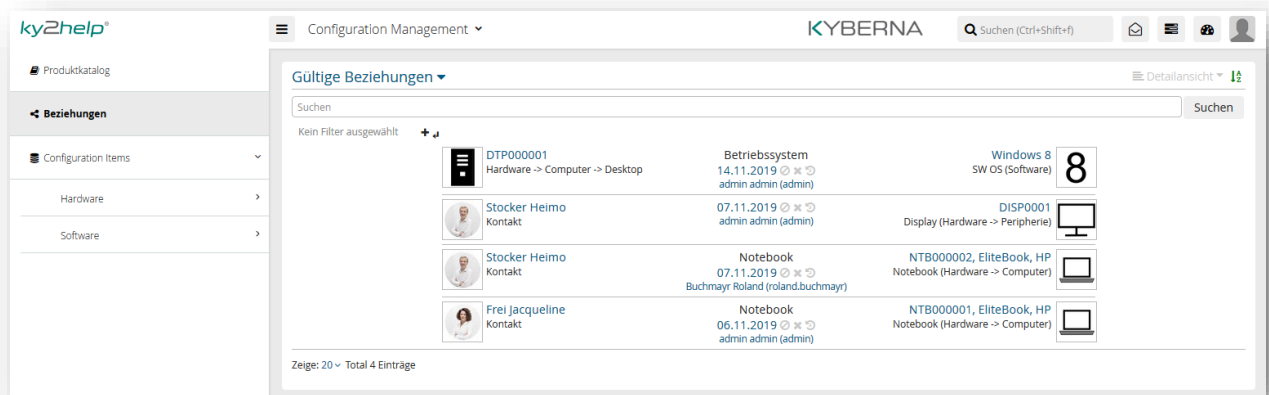 ky2help®
Configuration Management
KYBERNA
Suchen (Ctrl+Shift+f)
Produktkatalog
Beziehungen
Configuration Items
Hardware
Software
Gültige Beziehungen
Detailansicht
Suchen
Suchen
Kein Filter ausgewählt
DTP000001
Hardware -> Computer -> Desktop
Betriebssystem
14.11.2019
admin admin (admin)
Windows 8
SW OS (Software)
8
Stocker Heimo
Kontakt
07.11.2019
admin admin (admin)
DISP0001
Display (Hardware -> Peripherie)
Stocker Heimo
Kontakt
Notebook
07.11.2019
Buchmayr Roland (roland.buchmayr)
NTB000002, EliteBook, HP
Notebook (Hardware -> Computer)
Frei Jacqueline
Kontakt
Notebook
06.11.2019
admin admin (admin)
NTB000001, EliteBook, HP
Notebook (Hardware -> Computer)
Zeige: 20 Total 4 Einträge